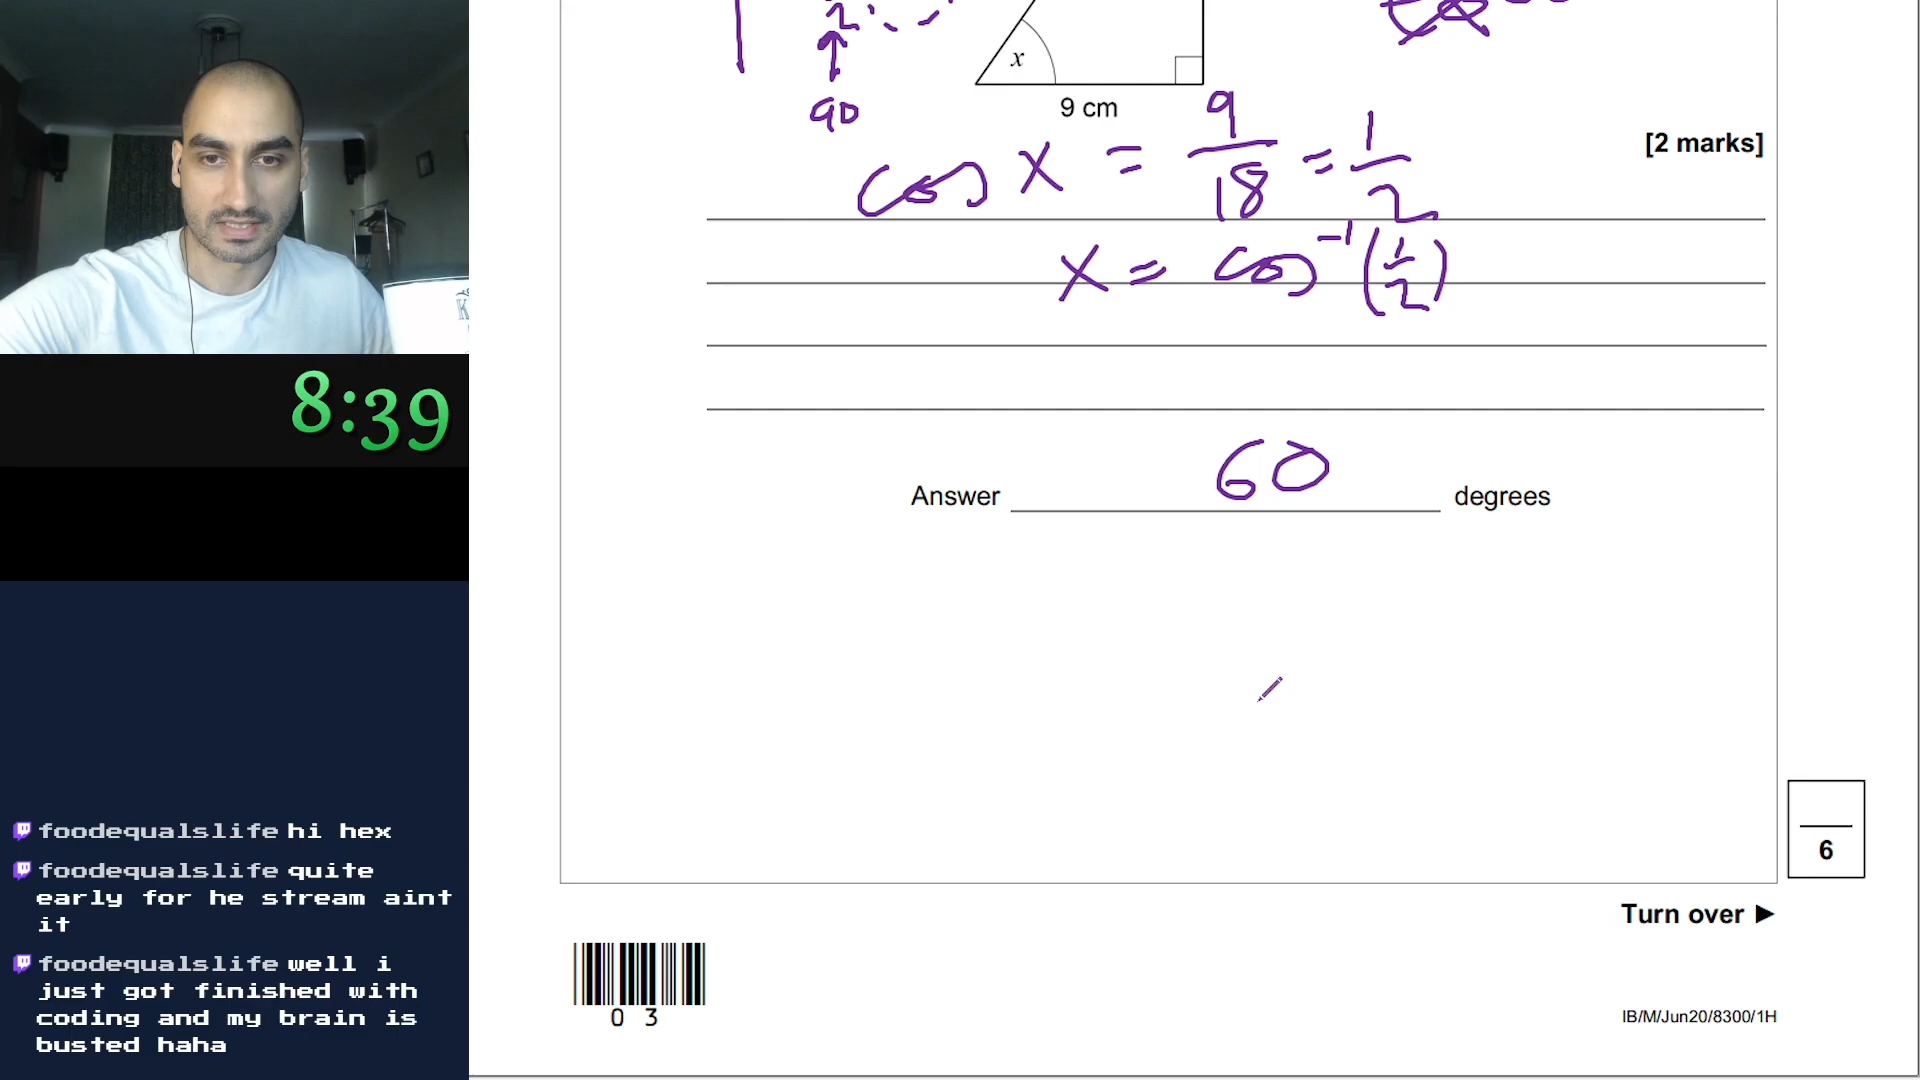 2
90
x
9 cm
[2 marks]
cos x = 9/18 = 1/2
x = cos⁻¹(1/2)
60
Answer degrees
8:39
foodequalslife hi hex
foodequalslife quite
early for he stream aint
it
foodequalslife well i
just got finished with
coding and my brain is
busted haha
6
Turn over ►
0 3
IB/M/Jun20/8300/1H